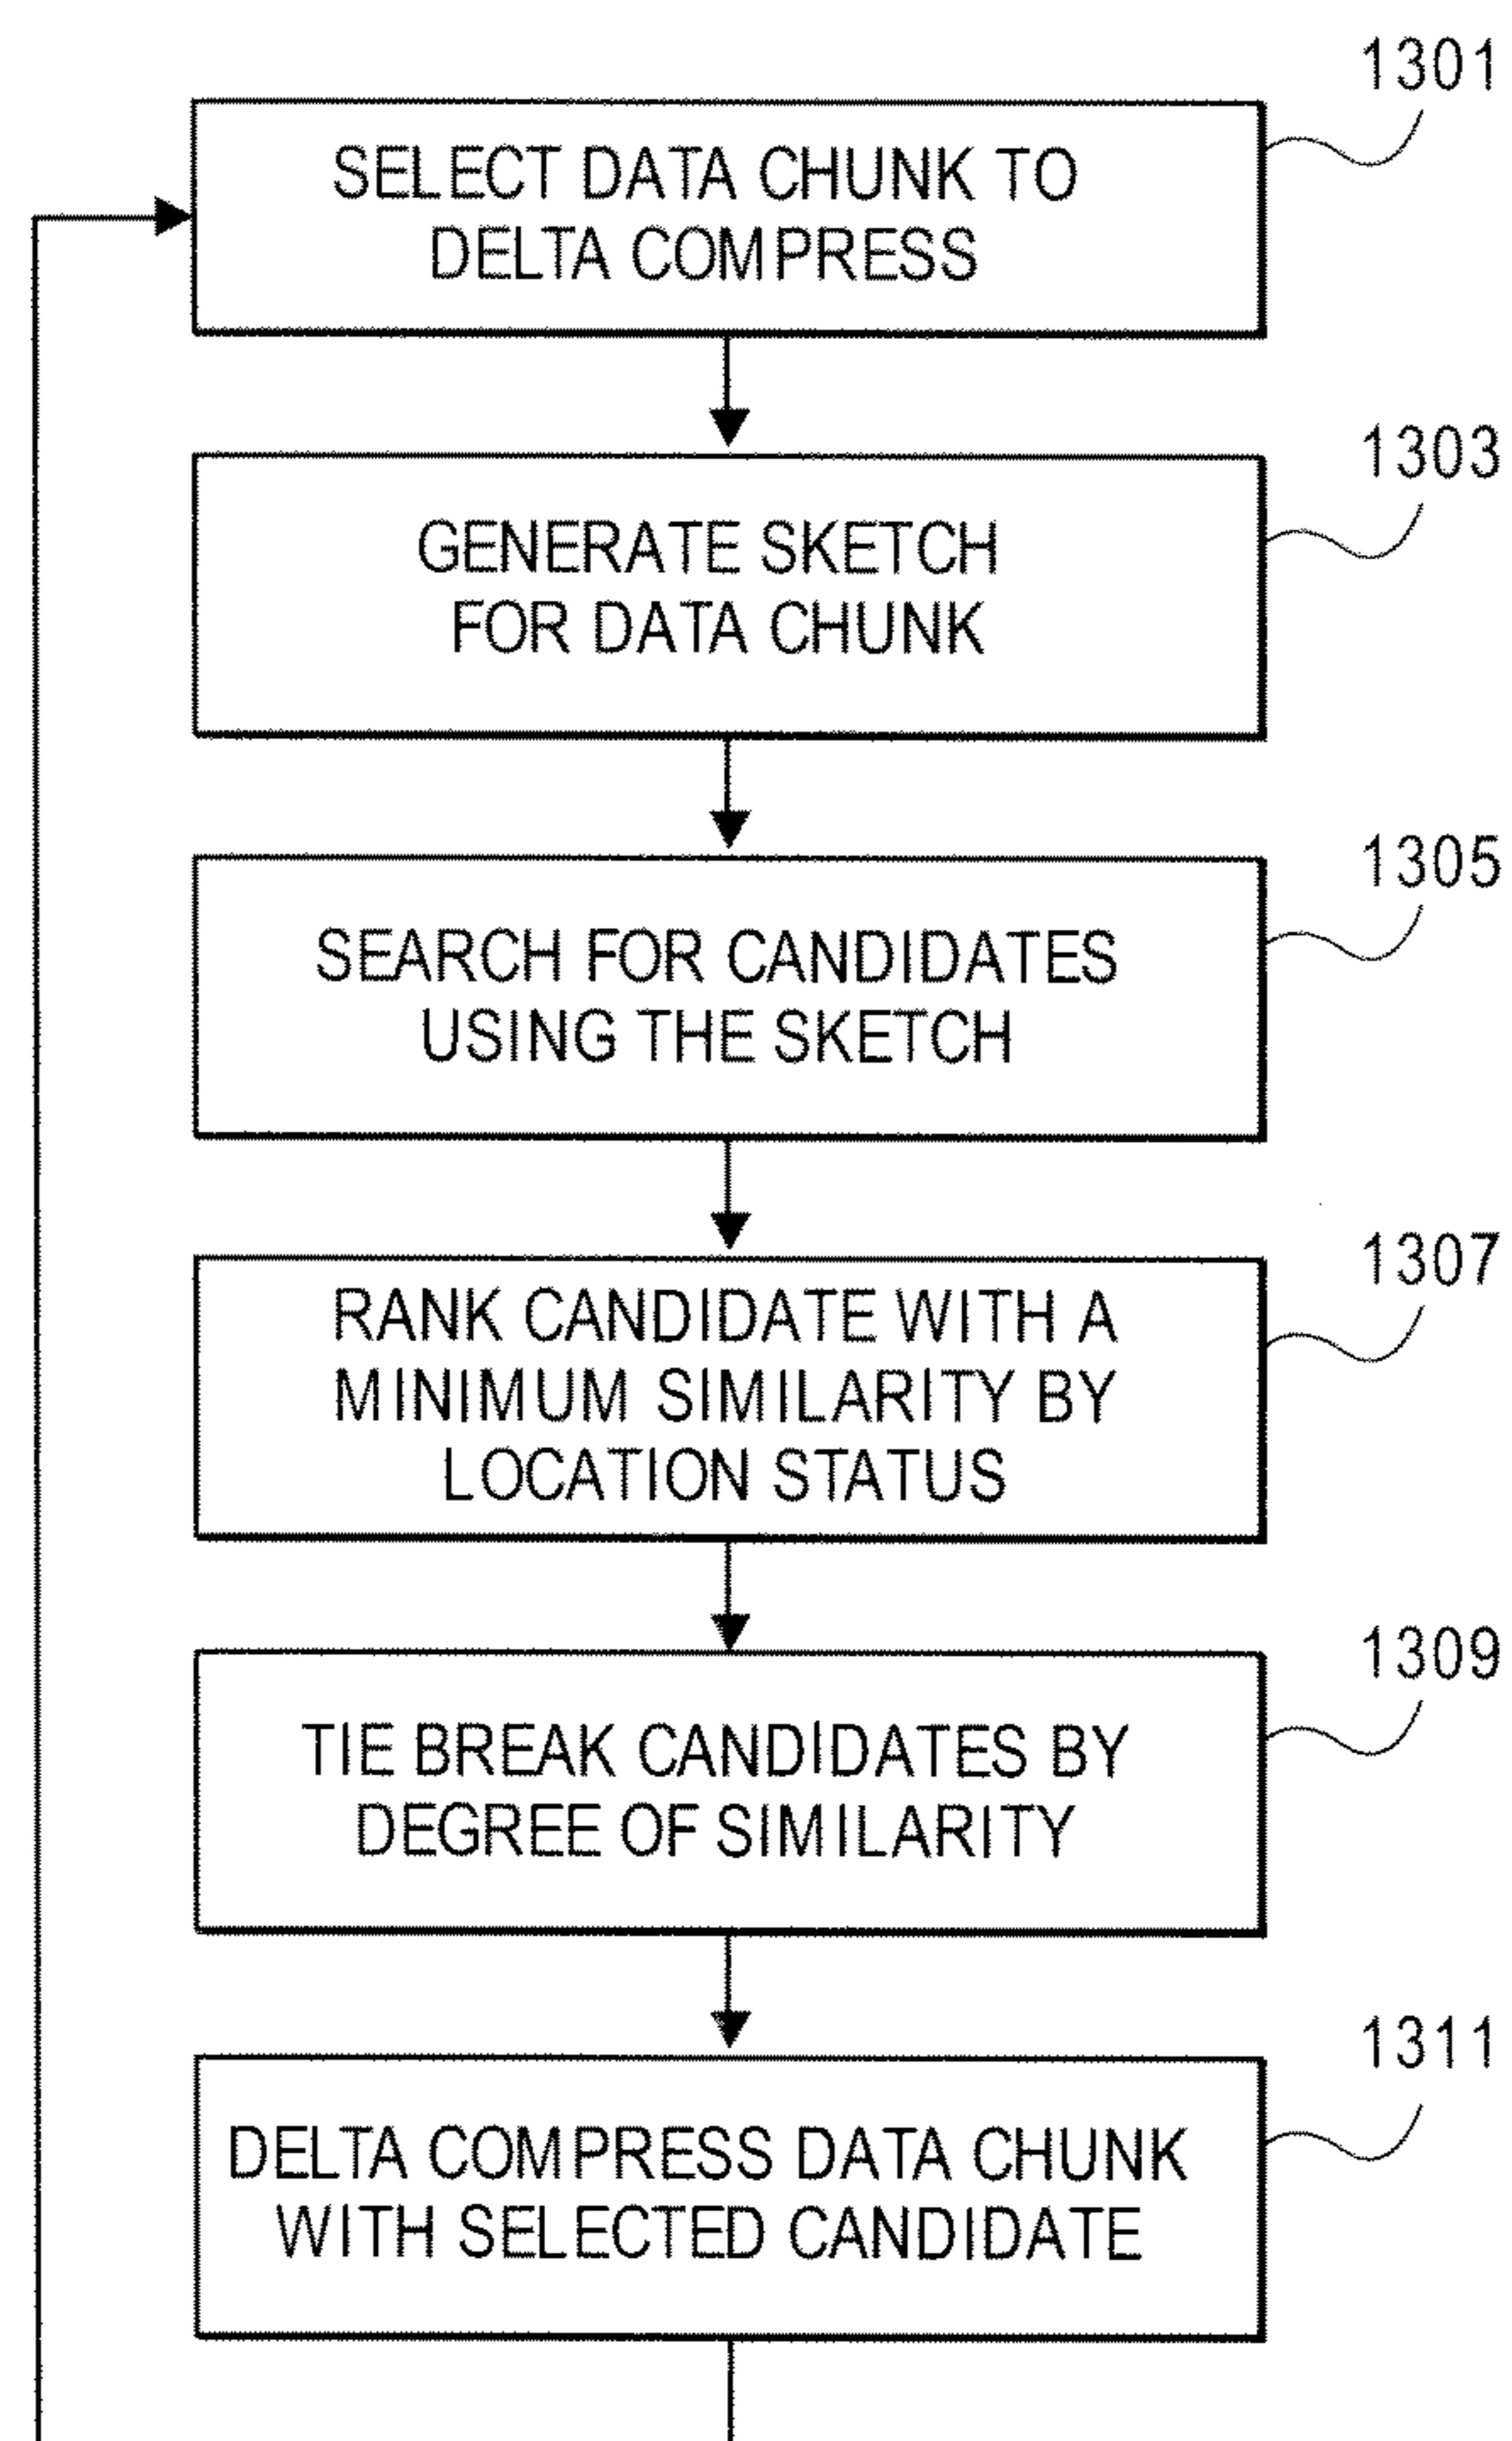 1301
SELECT DATA CHUNK TO
DELTA COMPRESS
1303
GENERATE SKETCH
FOR DATA CHUNK
1305
SEARCH FOR CANDIDATES
USING THE SKETCH
1307
RANK CANDIDATE WITH A
MINIMUM SIMILARITY BY
LOCATION STATUS
1309
TIE BREAK CANDIDATES BY
DEGREE OF SIMILARITY
1311
DELTA COMPRESS DATA CHUNK
WITH SELECTED CANDIDATE